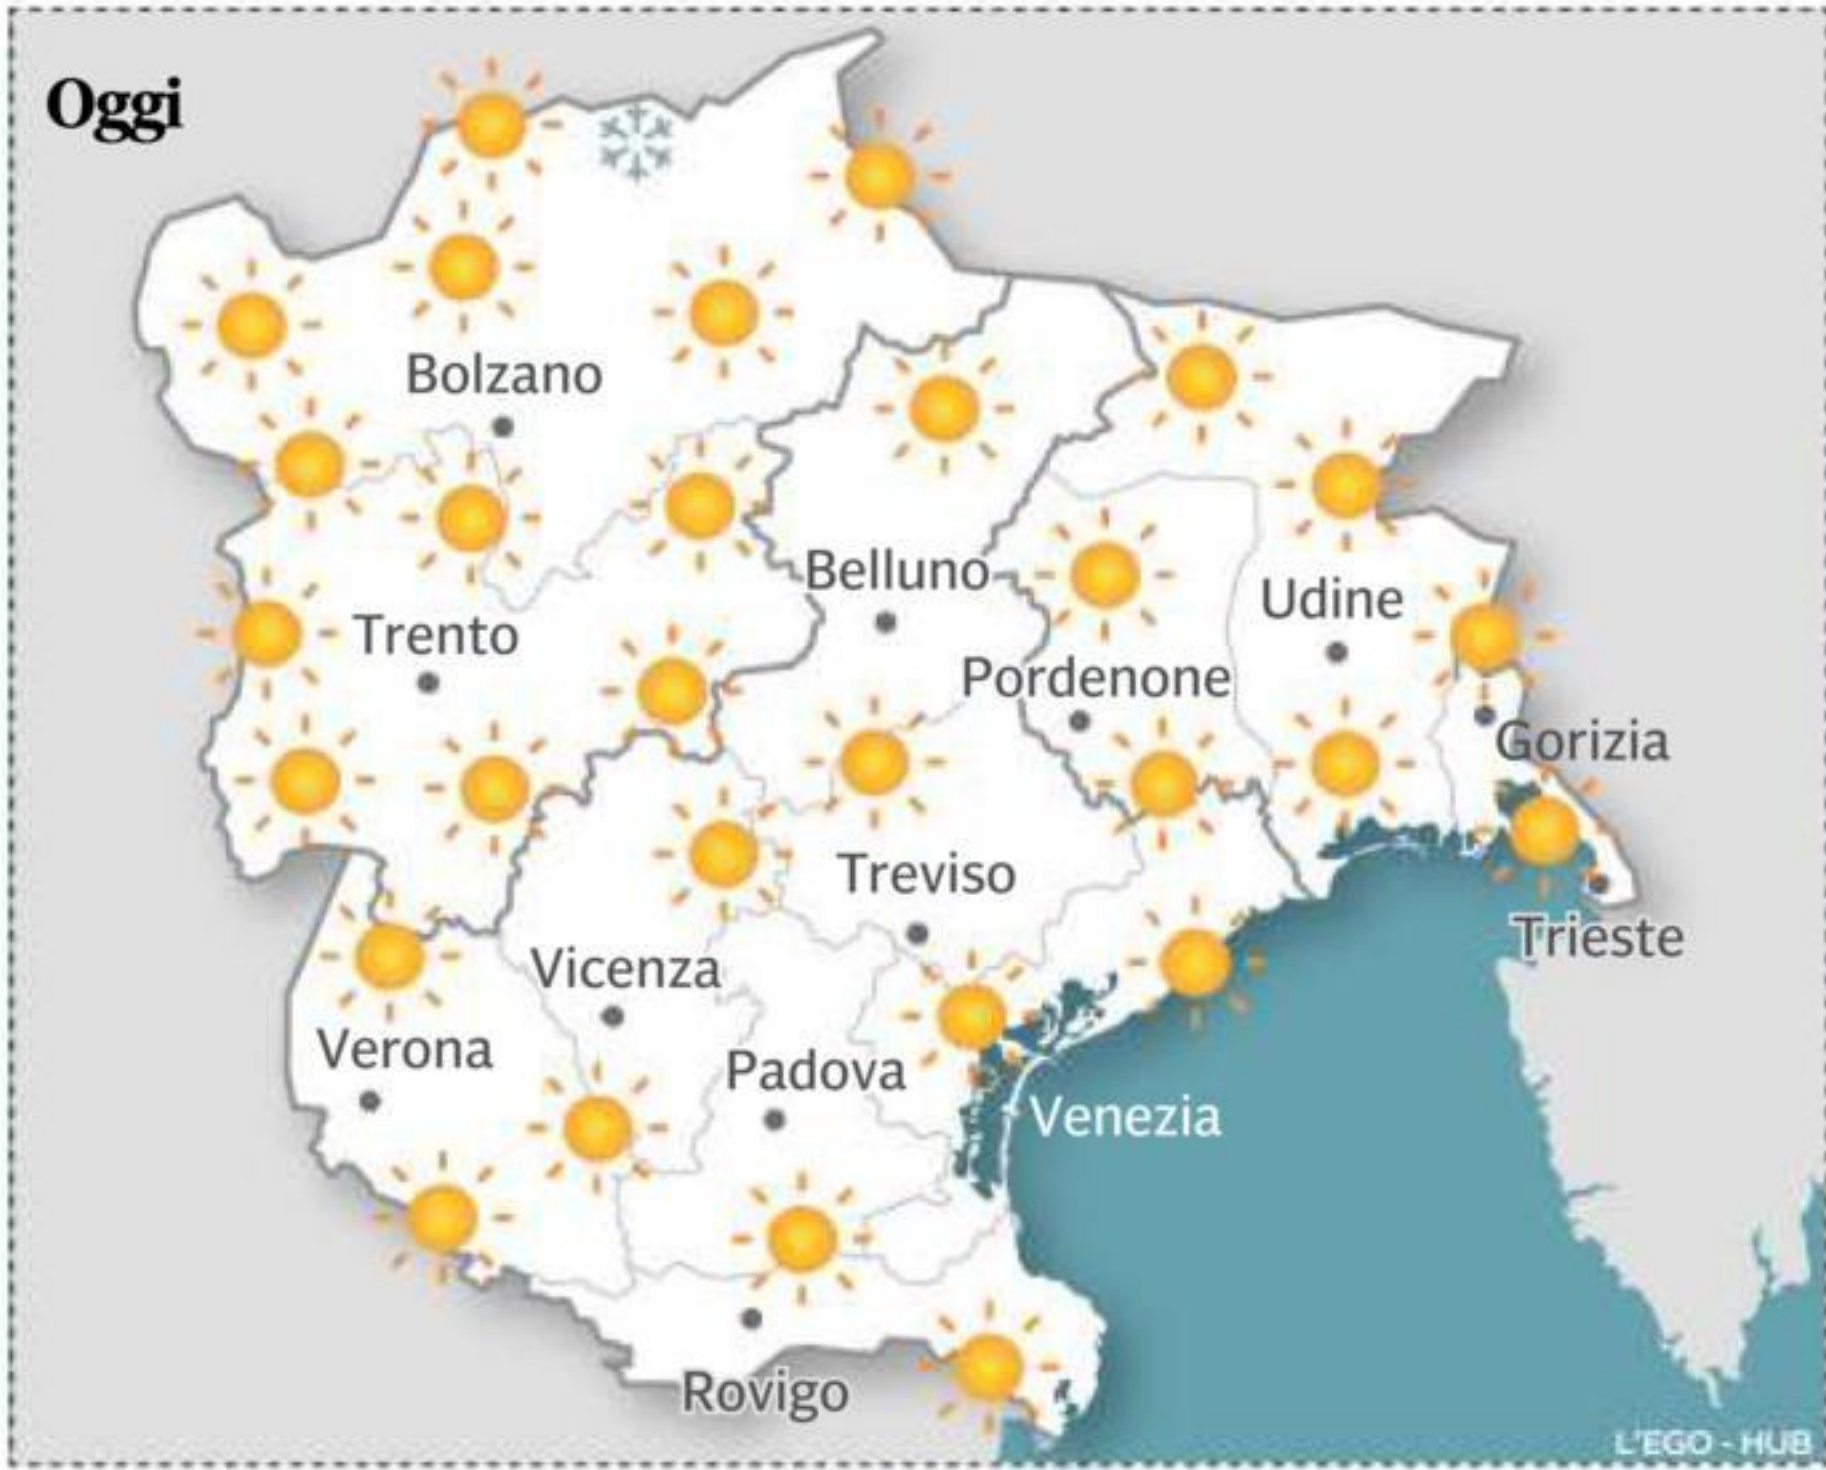 Oggi
Bolzano
Belluno
Udine
Trento
Pordenone
Gorizia
Treviso
Trieste
Vicenza
Verona
Padova
Venezia
Rovigo
L'EGO - HUB